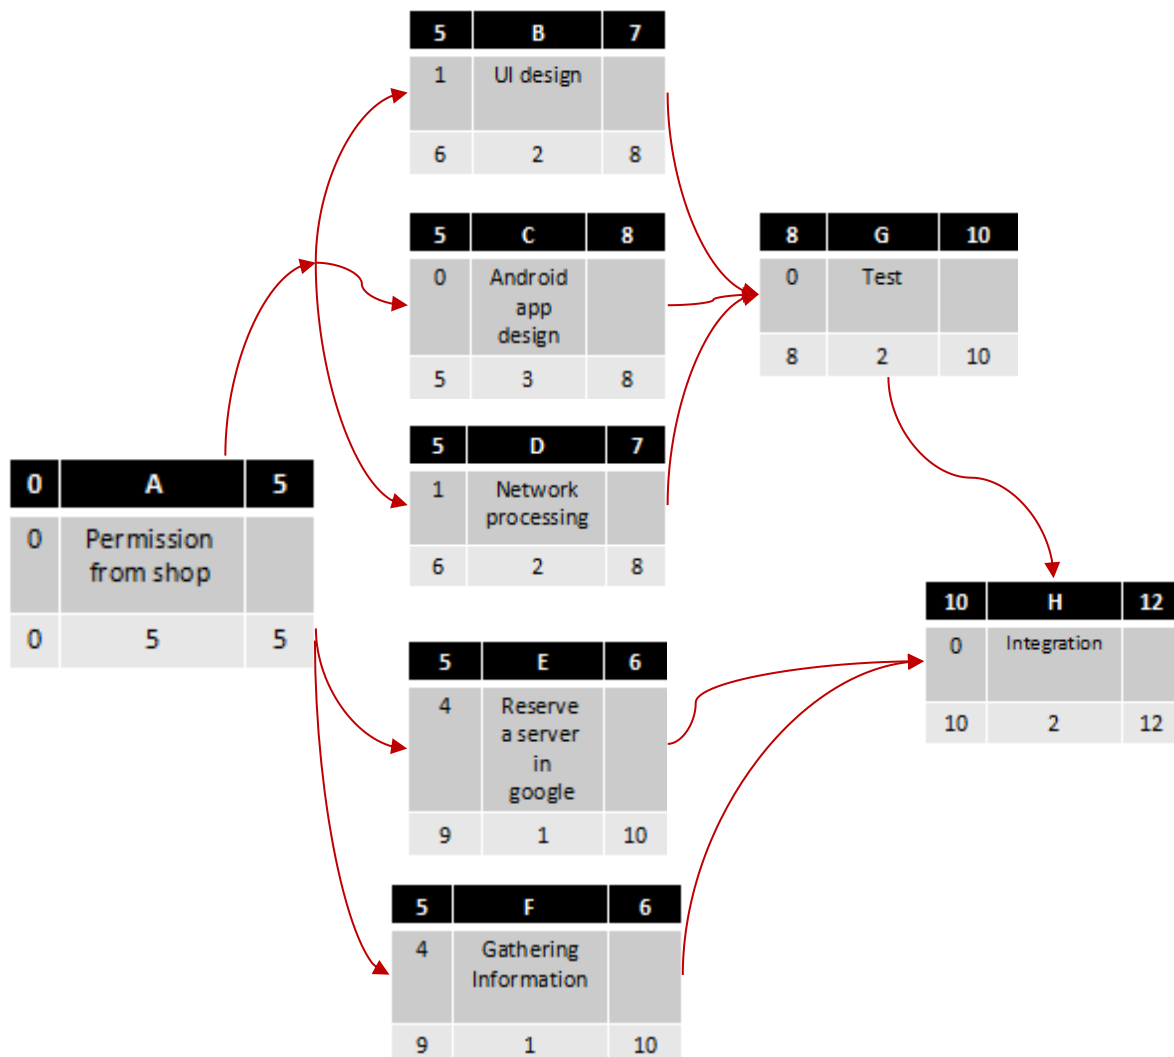 5 B 7
1 UI design
6 2 8
5 C 8
0 Android
app
design
5 3 8
8 G 10
0 Test
8 2 10
5 D 7
1 Network
processing
6 2 8
0 A 5
0 Permission
from shop
0 5 5
10 H 12
0 Integration
10 2 12
5 E 6
4 Reserve
a server
in
google
9 1 10
5 F 6
4 Gathering
Information
9 1 10